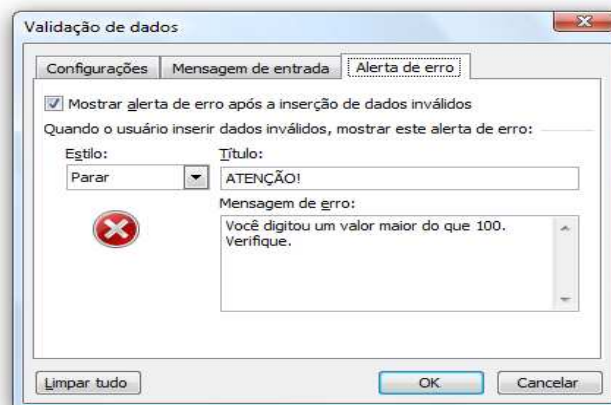 Validação de dados
Configurações
Mensagem de entrada
Alerta de erro
Mostrar alerta de erro após a inserção de dados inválidos
Quando o usuário inserir dados inválidos, mostrar este alerta de erro:
Estilo:
Título:
Parar
ATENÇÃO!
Mensagem de erro:
Você digitou um valor maior do que 100.
Verifique.
Limpar tudo
OK
Cancelar